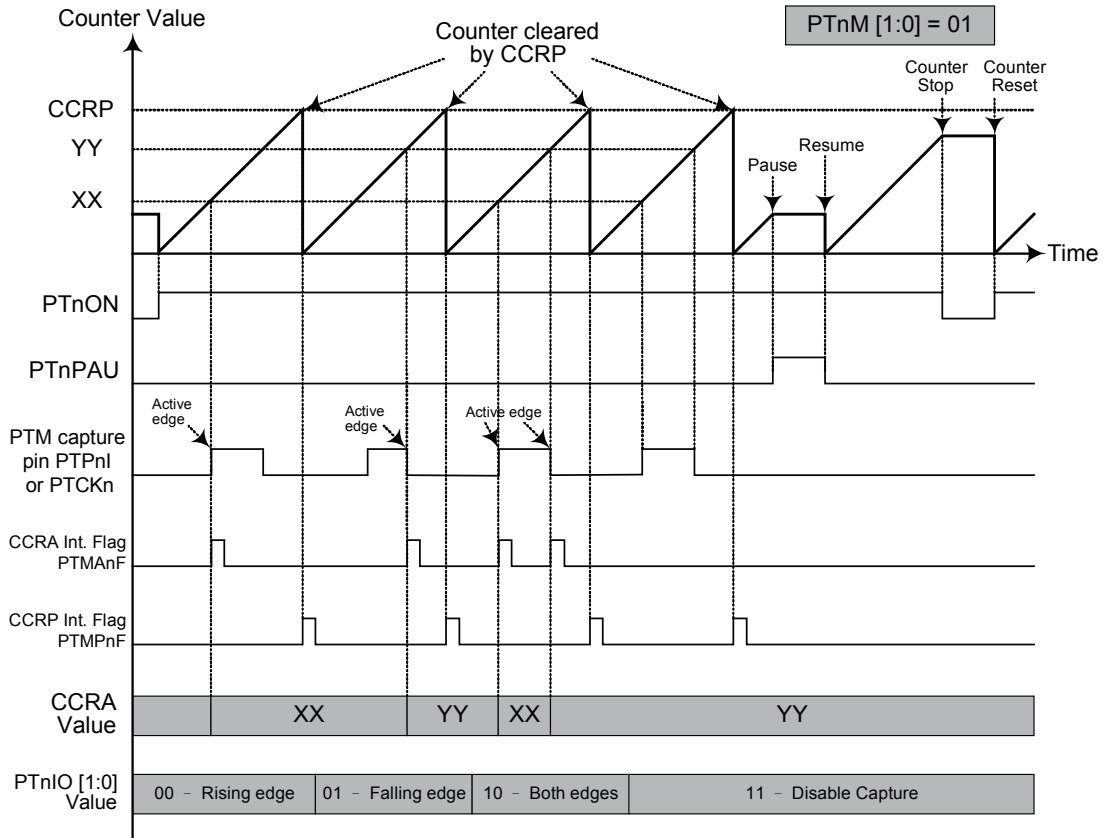 Counter Value
PTnM [1:0] = 01
Counter cleared
by CCRP
Counter
Stop
Counter
Reset
CCRP
YY
XX
Pause
Resume
Time
PTnON
PTnPAU
Active
edge
Active
edge
Active edge
PTM capture
pin PTPnI
or PTCKn
CCRA Int. Flag
PTMAnF
CCRP Int. Flag
PTMPnF
CCRA
Value
XX
YY
XX
YY
PTnIO [1:0]
Value
00 – Rising edge
01 – Falling edge
10 – Both edges
11 – Disable Capture